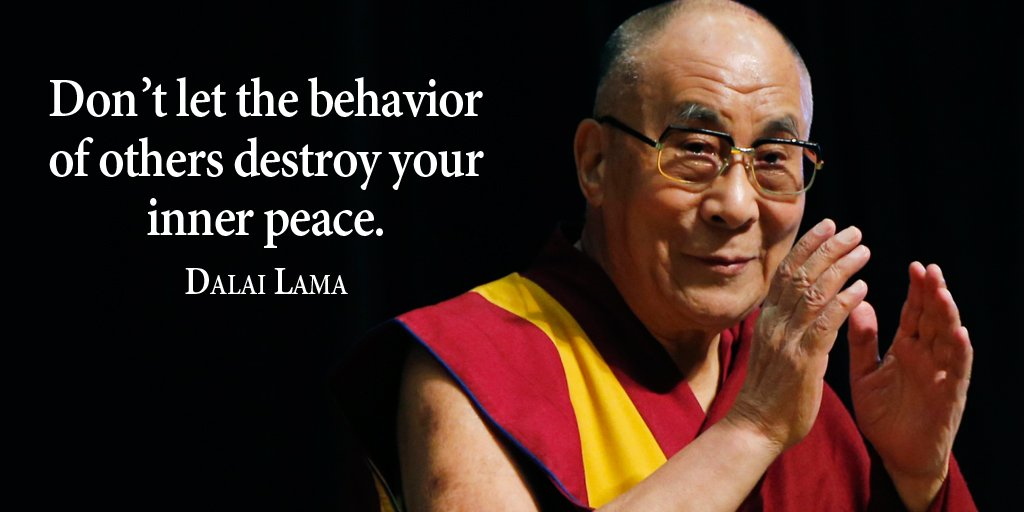 Don’t let the behavior
of others destroy your
inner peace.
Dalai Lama